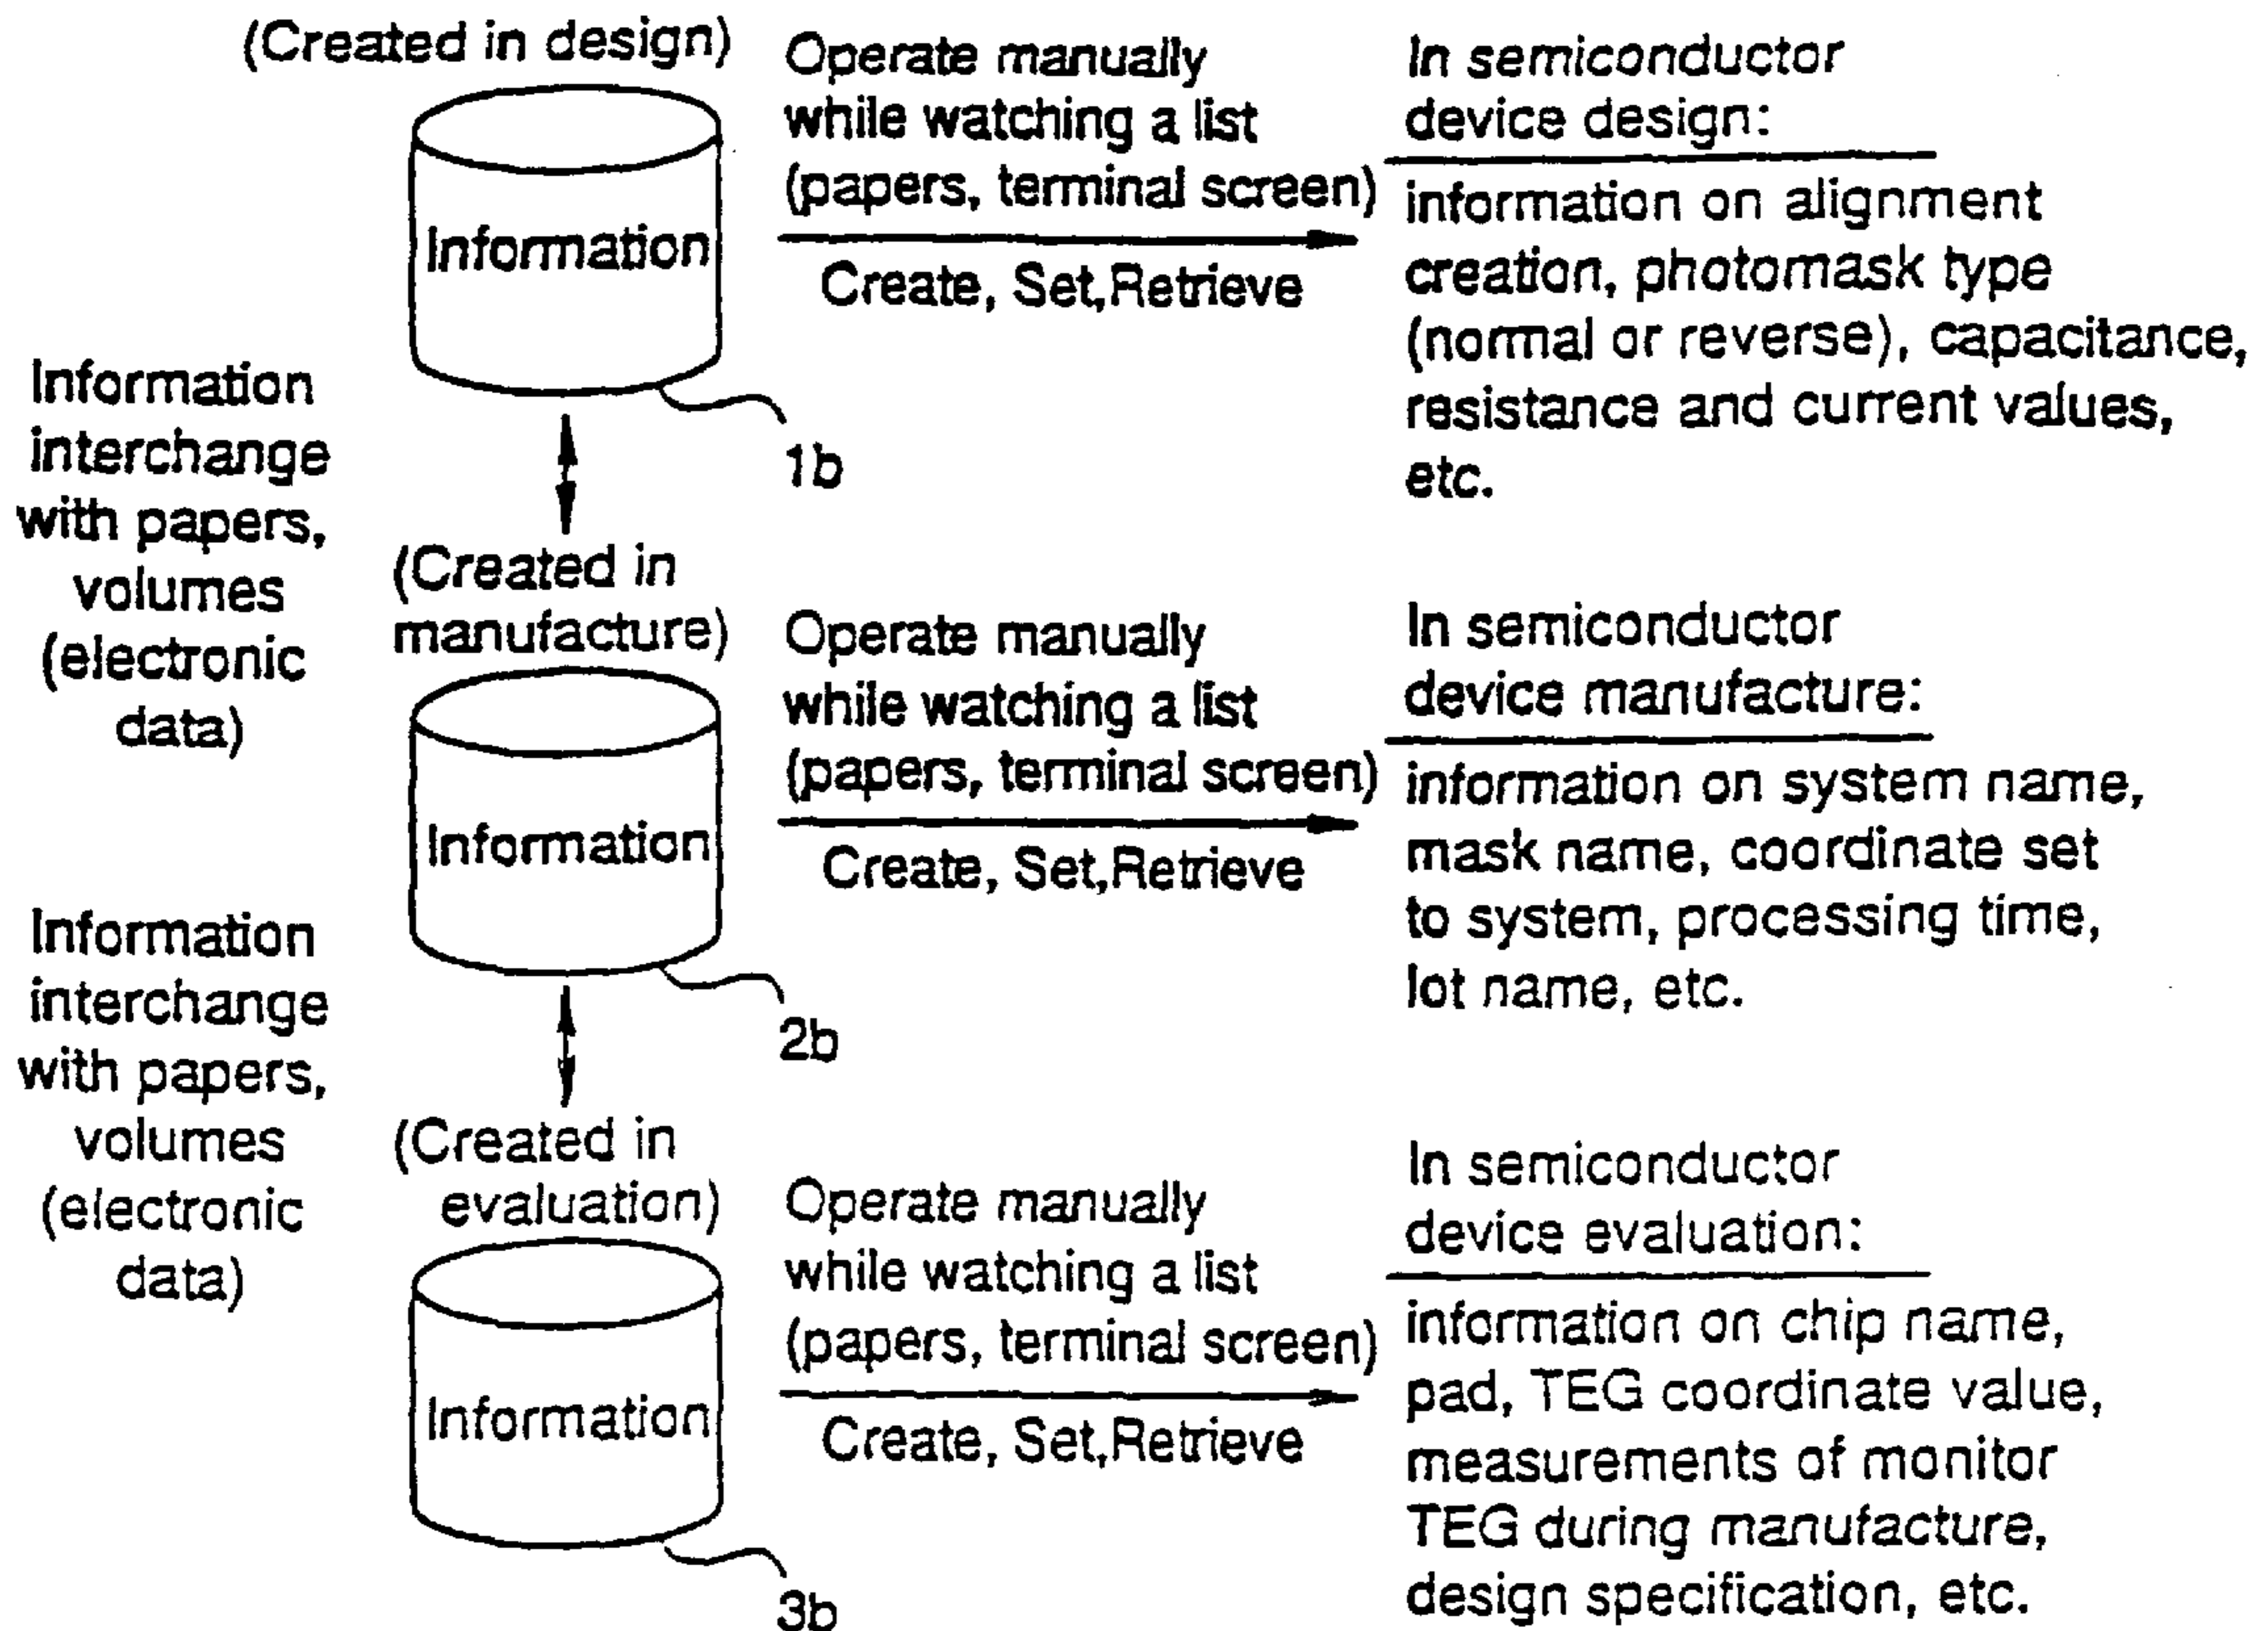 (Created in design)
Information
1b
Operate manually
while watching a list
(papers, terminal screen)
Create, Set,Retrieve
In semiconductor
device design:
information on alignment
creation, photomask type
(normal or reverse), capacitance,
resistance and current values,
etc.
Information
interchange
with papers,
volumes
(electronic
data)
(Created in
manufacture)
Information
2b
Operate manually
while watching a list
(papers, terminal screen)
Create, Set,Retrieve
In semiconductor
device manufacture:
information on system name,
mask name, coordinate set
to system, processing time,
lot name, etc.
Information
interchange
with papers,
volumes
(electronic
data)
(Created in
evaluation)
Information
3b
Operate manually
while watching a list
(papers, terminal screen)
Create, Set,Retrieve
In semiconductor
device evaluation:
information on chip name,
pad, TEG coordinate value,
measurements of monitor
TEG during manufacture,
design specification, etc.